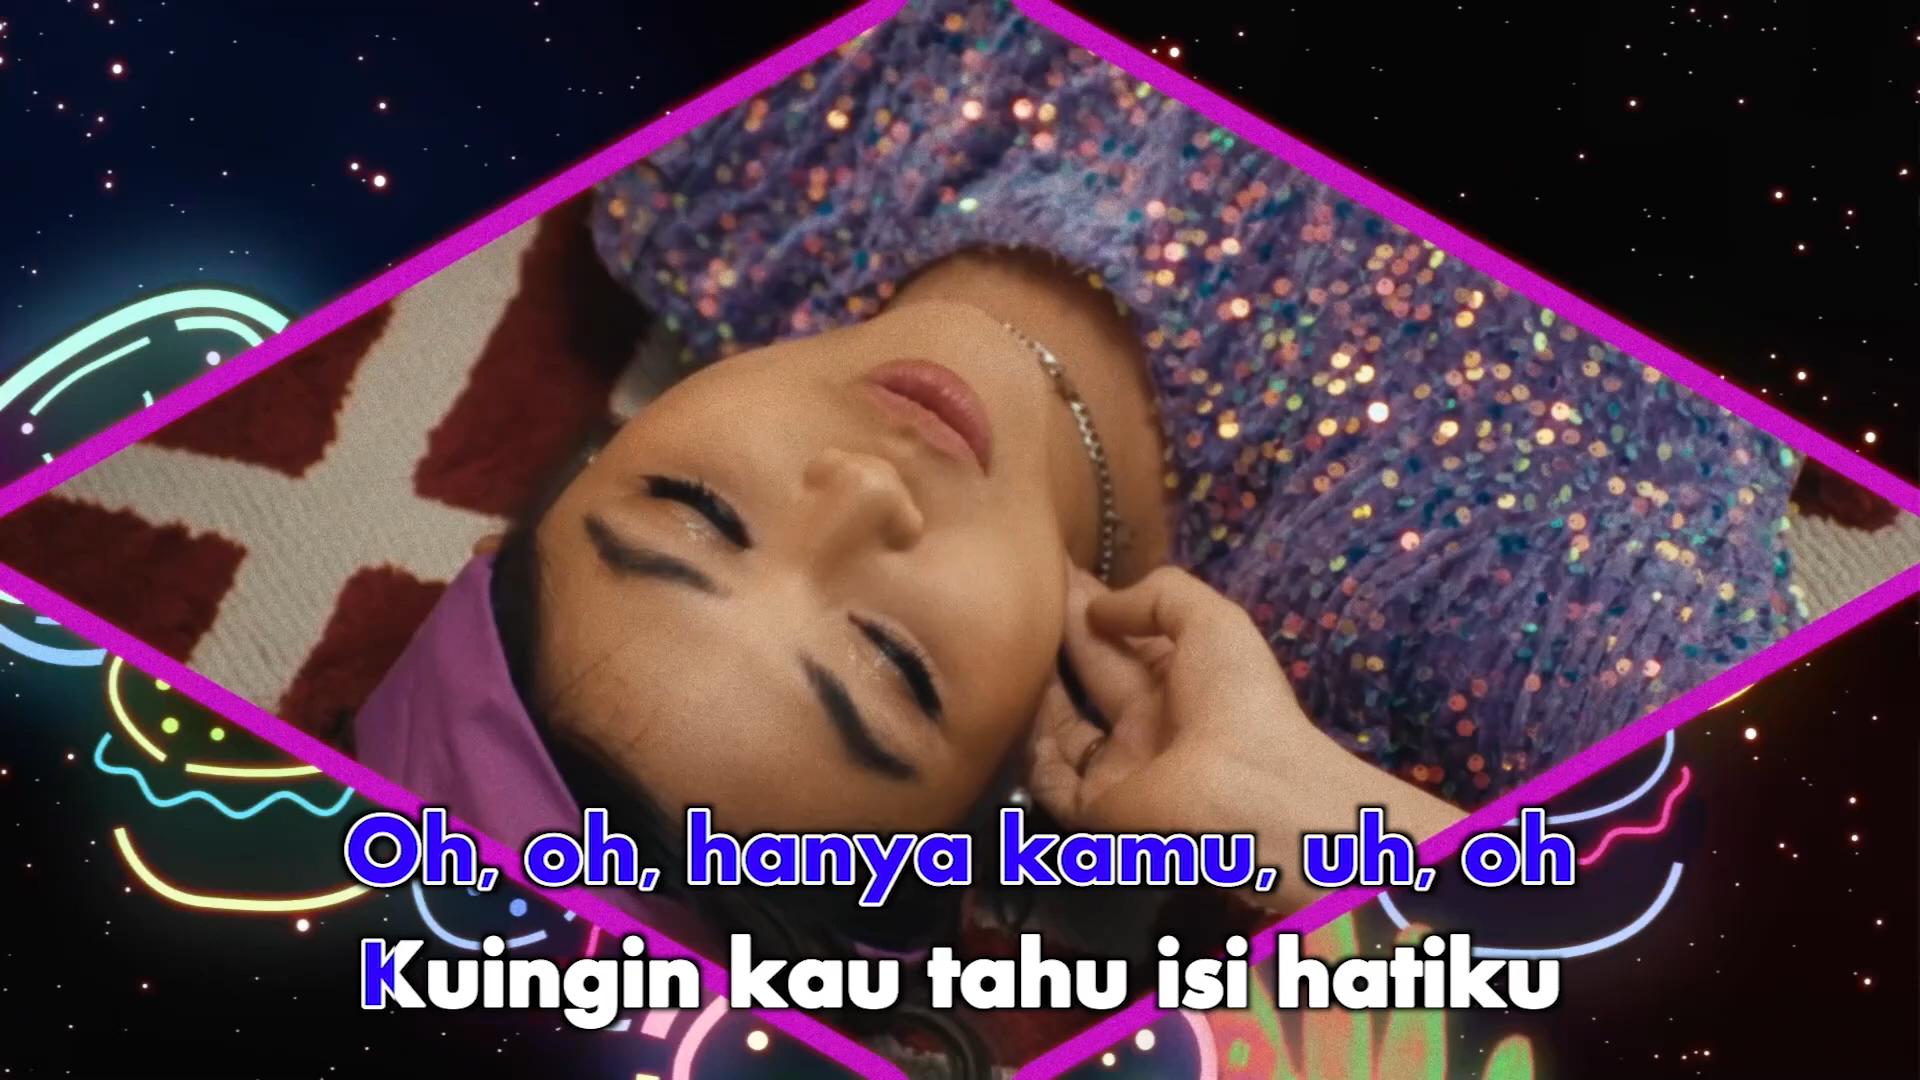 Oh, oh, hanya kamu, uh, oh
Kuingin kau tahu isi hatiku